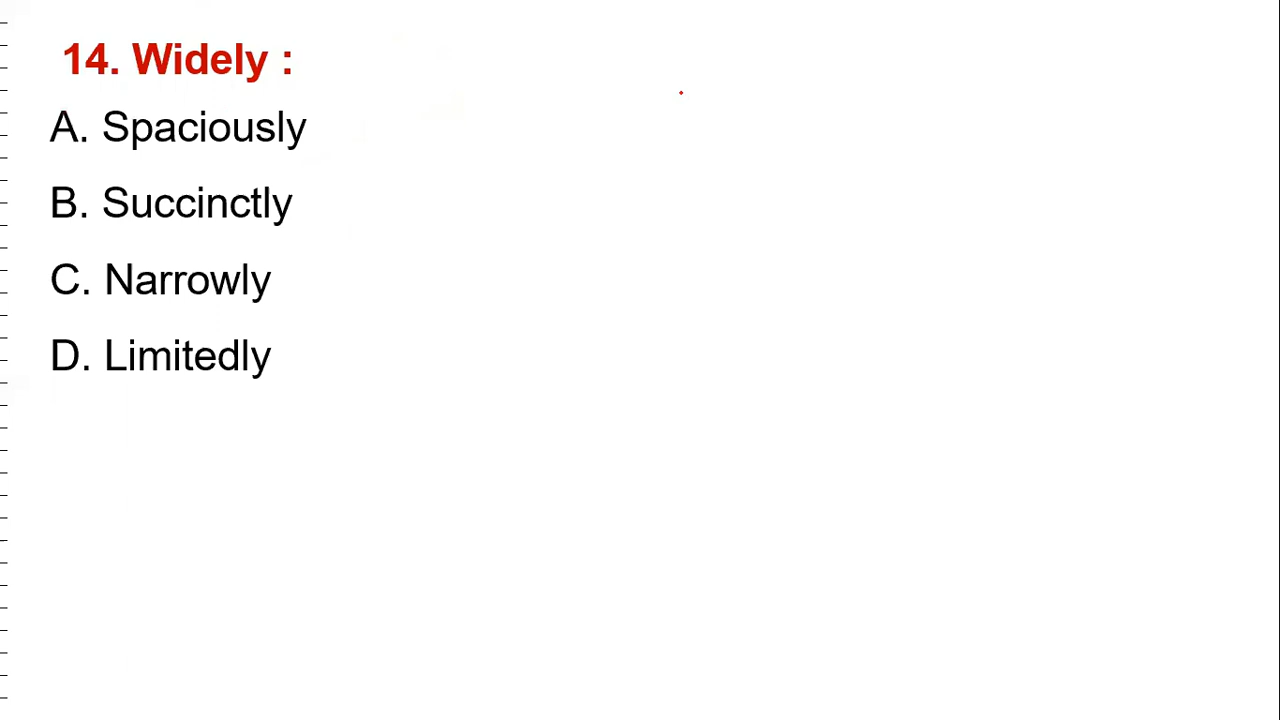 14. Widely :
A. Spaciously
B. Succinctly
C. Narrowly
D. Limitedly